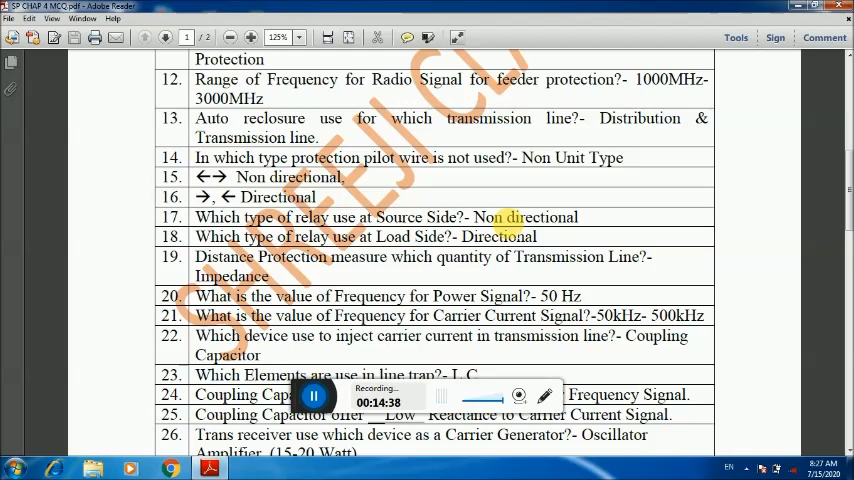 SP CHAP 4 MCQ.pdf - Adobe Reader
File Edit View Window Help
1 / 2 125% Tools Sign Comment
Protection
12. Range of Frequency for Radio Signal for feeder protection?- 1000MHz-
3000MHz
13. Auto reclosure use for which transmission line?- Distribution &
Transmission line.
14. In which type protection pilot wire is not used?- Non Unit Type
15. ←→ Non directional,
16. →, ← Directional
17. Which type of relay use at Source Side?- Non directional
18. Which type of relay use at Load Side?- Directional
19. Distance Protection measure which quantity of Transmission Line?-
Impedance
20. What is the value of Frequency for Power Signal?- 50 Hz
21. What is the value of Frequency for Carrier Current Signal?-50kHz- 500kHz
22. Which device use to inject carrier current in transmission line?- Coupling
Capacitor
23. Which Elements are use in line trap?- L C
24. Coupling Capa Frequency Signal.
25. Coupling Capacitor offer __Low_ Reactance to Carrier Current Signal.
26. Trans receiver use which device as a Carrier Generator?- Oscillator
Amplifier. (15-20 Watt)
SHREEJI CL
Recording...
00:14:38
EN 8:27 AM
7/15/2020